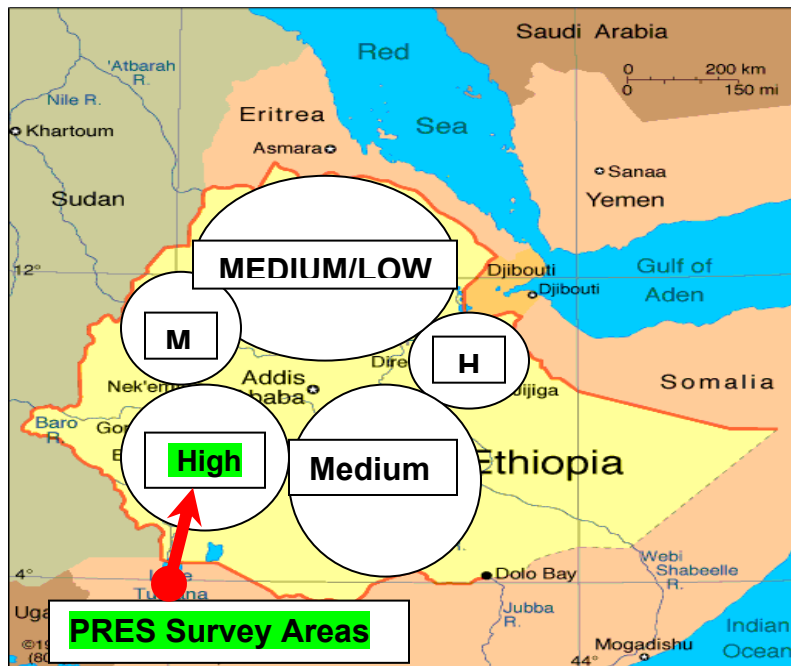 Saudi Arabia
Red
Sea
0 200 km
0 150 mi
'Atbarah
R.
Nile R.
Khartoum
Eritrea
Asmara
Sanaa
Yemen
Sudan
12°
MEDIUM/LOW
Djibouti
Djibouti
Gulf of
Aden
M
H
Dire
Nek'em
Addis
baba
jijiga
Somalia
Baro
R.
Gor
High
Medium
Ethiopia
4°
Dolo Bay
Webi
Shabeelle
R.
Jubba
R.
Indian
Ocean
Mogadishu
44°
PRES Survey Areas